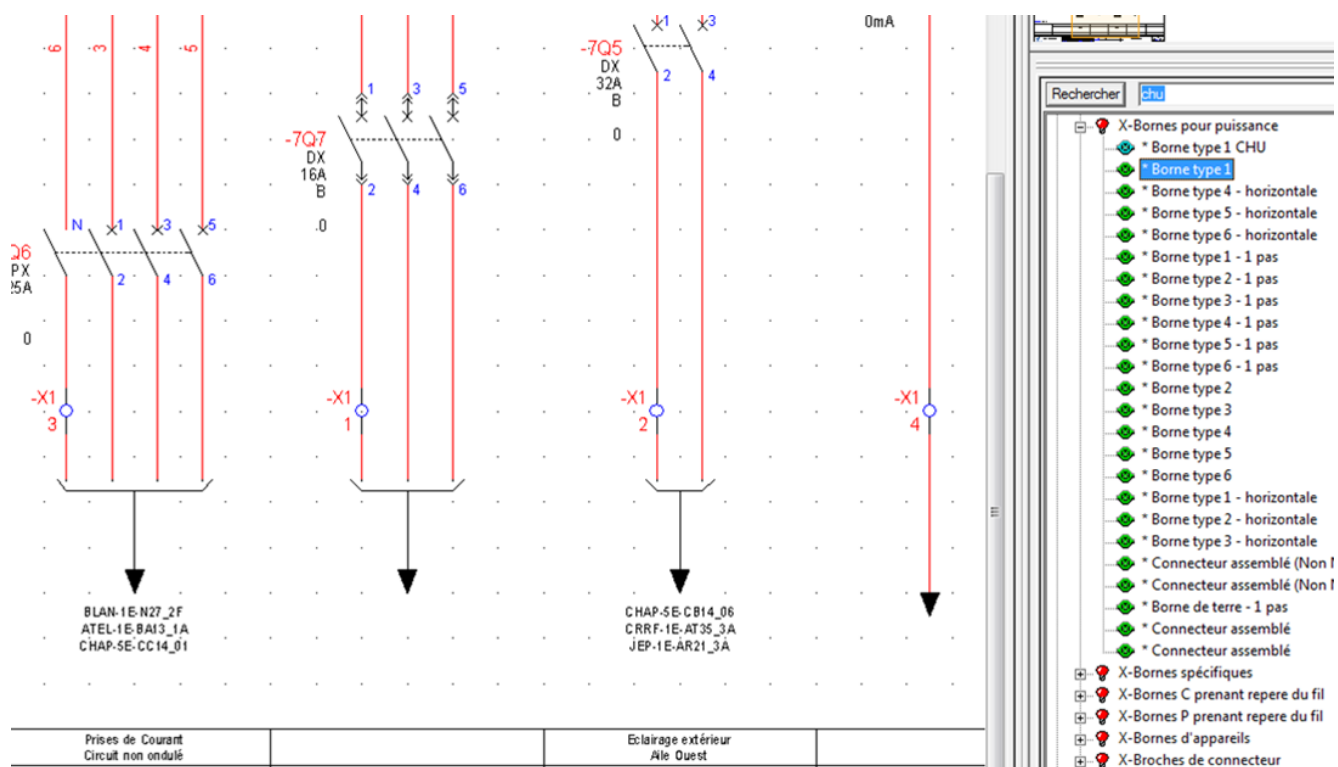 6 3 4 5
-7Q7
DX
16A
B
.0
1 3 5
2 4 6
-7Q5
DX
32A
B
0
1 3
2 4
0mA
N 1 3 5
2 4 6
0
-X1
3
-X1
1
-X1
2
-X1
4
BLAN-1E-N27_2F
ATEL-1E-BA13_1A
CHAP-5E-CC14_01
CHAP-5E-CB14_06
CRRF-1E-AT35_3A
JEP-1E-AR21_3A
Prises de Courant
Circuit non ondulé
Eclairage extérieur
Aile Ouest
Rechercher chu
X-Bornes pour puissance
* Borne type 1 CHU
* Borne type 1
* Borne type 4 - horizontale
* Borne type 5 - horizontale
* Borne type 6 - horizontale
* Borne type 1 - 1 pas
* Borne type 2 - 1 pas
* Borne type 3 - 1 pas
* Borne type 4 - 1 pas
* Borne type 5 - 1 pas
* Borne type 6 - 1 pas
* Borne type 2
* Borne type 3
* Borne type 4
* Borne type 5
* Borne type 6
* Borne type 1 - horizontale
* Borne type 2 - horizontale
* Borne type 3 - horizontale
* Connecteur assemblé (Non
* Connecteur assemblé (Non
* Borne de terre - 1 pas
* Connecteur assemblé
* Connecteur assemblé
X-Bornes spécifiques
X-Bornes C prenant repere du fil
X-Bornes P prenant repere du fil
X-Bornes d'appareils
X-Broches de connecteur